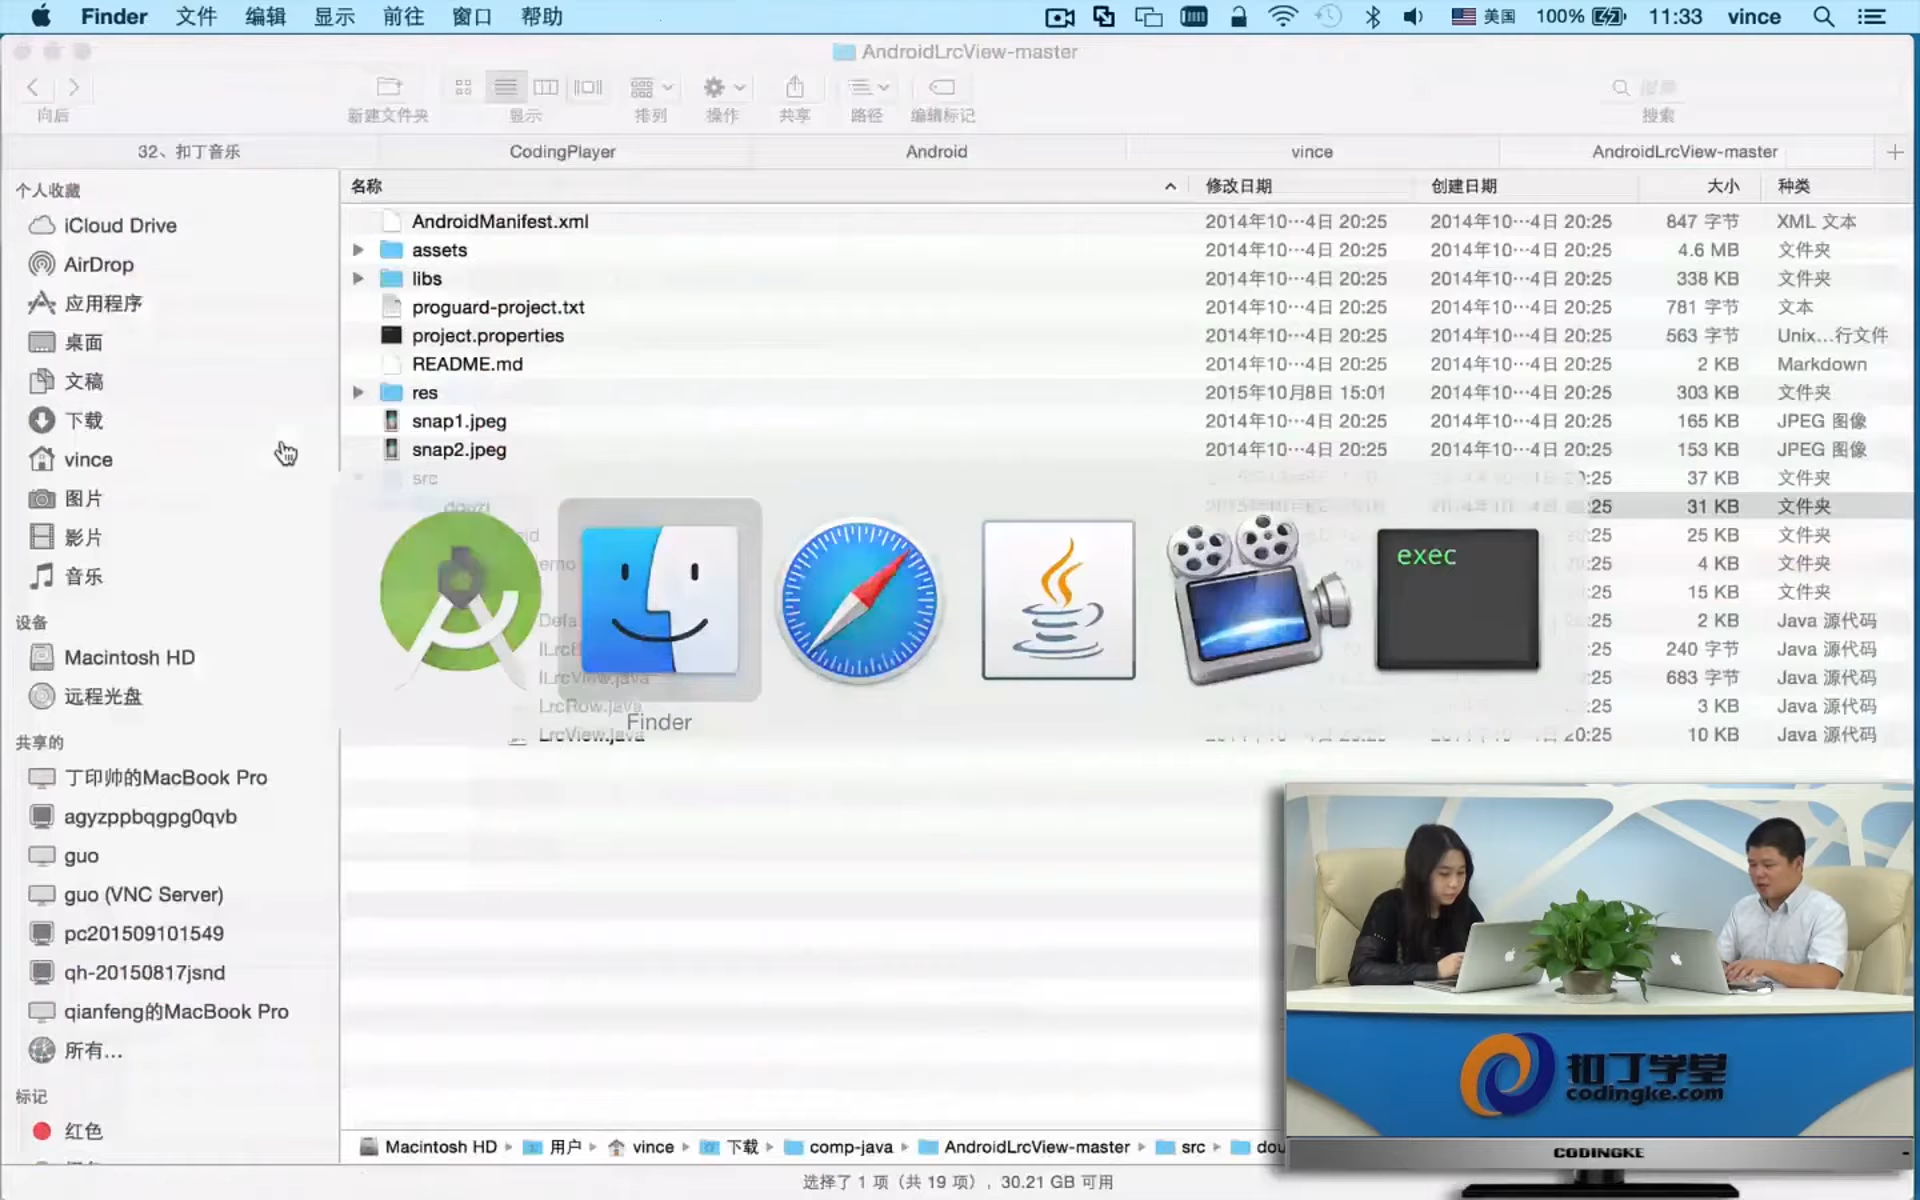 Finder 文件 编辑 显示 前往 窗口 帮助 美国 100% 11:33 vince
AndroidLrcView-master
向后 新建文件夹 显示 排列 操作 共享 路径 编辑标记 搜索
32、扣丁音乐 CodingPlayer Android vince AndroidLrcView-master
名称 修改日期 创建日期 大小 种类
AndroidManifest.xml 2014年10…4日 20:25 2014年10…4日 20:25 847 字节 XML 文本
assets 2014年10…4日 20:25 2014年10…4日 20:25 4.6 MB 文件夹
libs 2014年10…4日 20:25 2014年10…4日 20:25 338 KB 文件夹
proguard-project.txt 2014年10…4日 20:25 2014年10…4日 20:25 781 字节 文本
project.properties 2014年10…4日 20:25 2014年10…4日 20:25 563 字节 Unix…行文件
README.md 2014年10…4日 20:25 2014年10…4日 20:25 2 KB Markdown
res 2015年10月8日 15:01 2014年10…4日 20:25 303 KB 文件夹
snap1.jpeg 2014年10…4日 20:25 2014年10…4日 20:25 165 KB JPEG 图像
snap2.jpeg 2014年10…4日 20:25 2014年10…4日 20:25 153 KB JPEG 图像
src 37 KB 文件夹
douzi 31 KB 文件夹
25 KB 文件夹
4 KB 文件夹
15 KB 文件夹
2 KB Java 源代码
240 字节 Java 源代码
ILrcView.java 683 字节 Java 源代码
LrcRow.java 3 KB Java 源代码
LrcView.java 20:25 10 KB Java 源代码
exec
Finder
个人收藏
iCloud Drive
AirDrop
应用程序
桌面
文稿
下载
vince
图片
影片
音乐
设备
Macintosh HD
远程光盘
共享的
丁印帅的MacBook Pro
agyzppbqgpg0qvb
guo
guo (VNC Server)
pc201509101549
qh-20150817jsnd
qianfeng的MacBook Pro
所有…
标记
红色
Macintosh HD 用户 vince 下载 comp-java AndroidLrcView-master src dou
选择了 1 项（共 19 项），30.21 GB 可用
扣丁学堂
codingke.com
CODINGKE